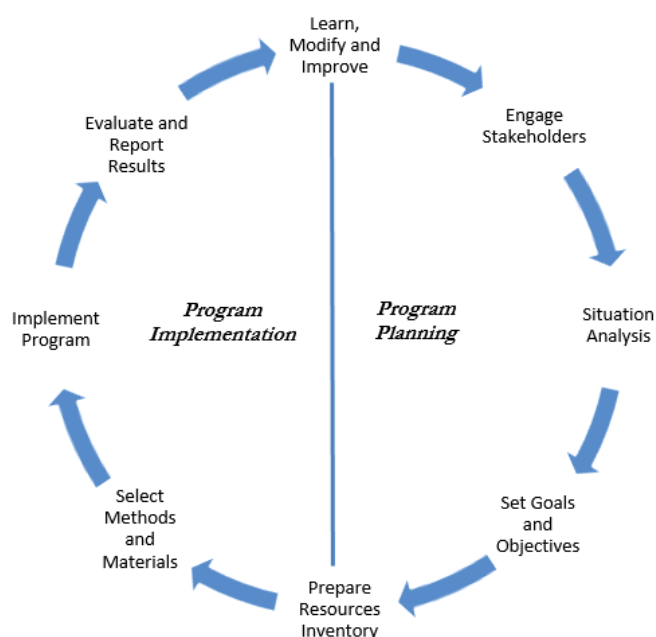 Learn,
Modify and
Improve
Engage
Stakeholders
Situation
Analysis
Set Goals
and
Objectives
Prepare
Resources
Inventory
Select
Methods
and
Materials
Implement
Program
Evaluate and
Report
Results
Program
Implementation
Program
Planning